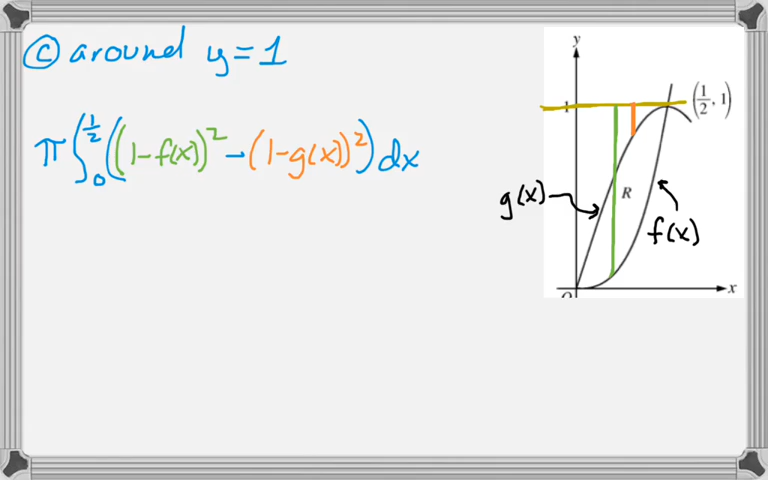 ⓒ around y=1
π∫₀^½((1-f(x))² - (1-g(x))²) dx
y
1
(½, 1)
g(x)
R
f(x)
O
x